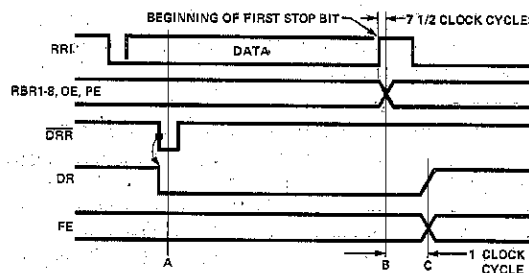 BEGINNING OF FIRST STOP BIT
7 1/2 CLOCK CYCLES
RRI
DATA
RBR1-8, OE, PE
DRR
DR
FE
A
B
C
1 CLOCK
CYCLE